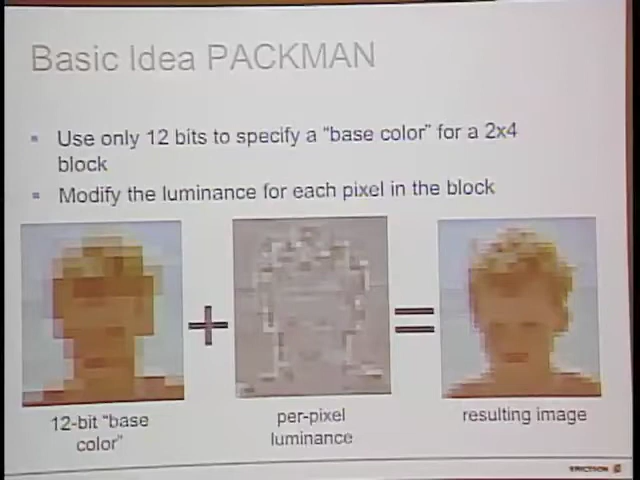 Basic Idea PACKMAN
Use only 12 bits to specify a “base color” for a 2x4
block
Modify the luminance for each pixel in the block
12-bit “base
color”
per-pixel
luminance
resulting image
ERICSSON